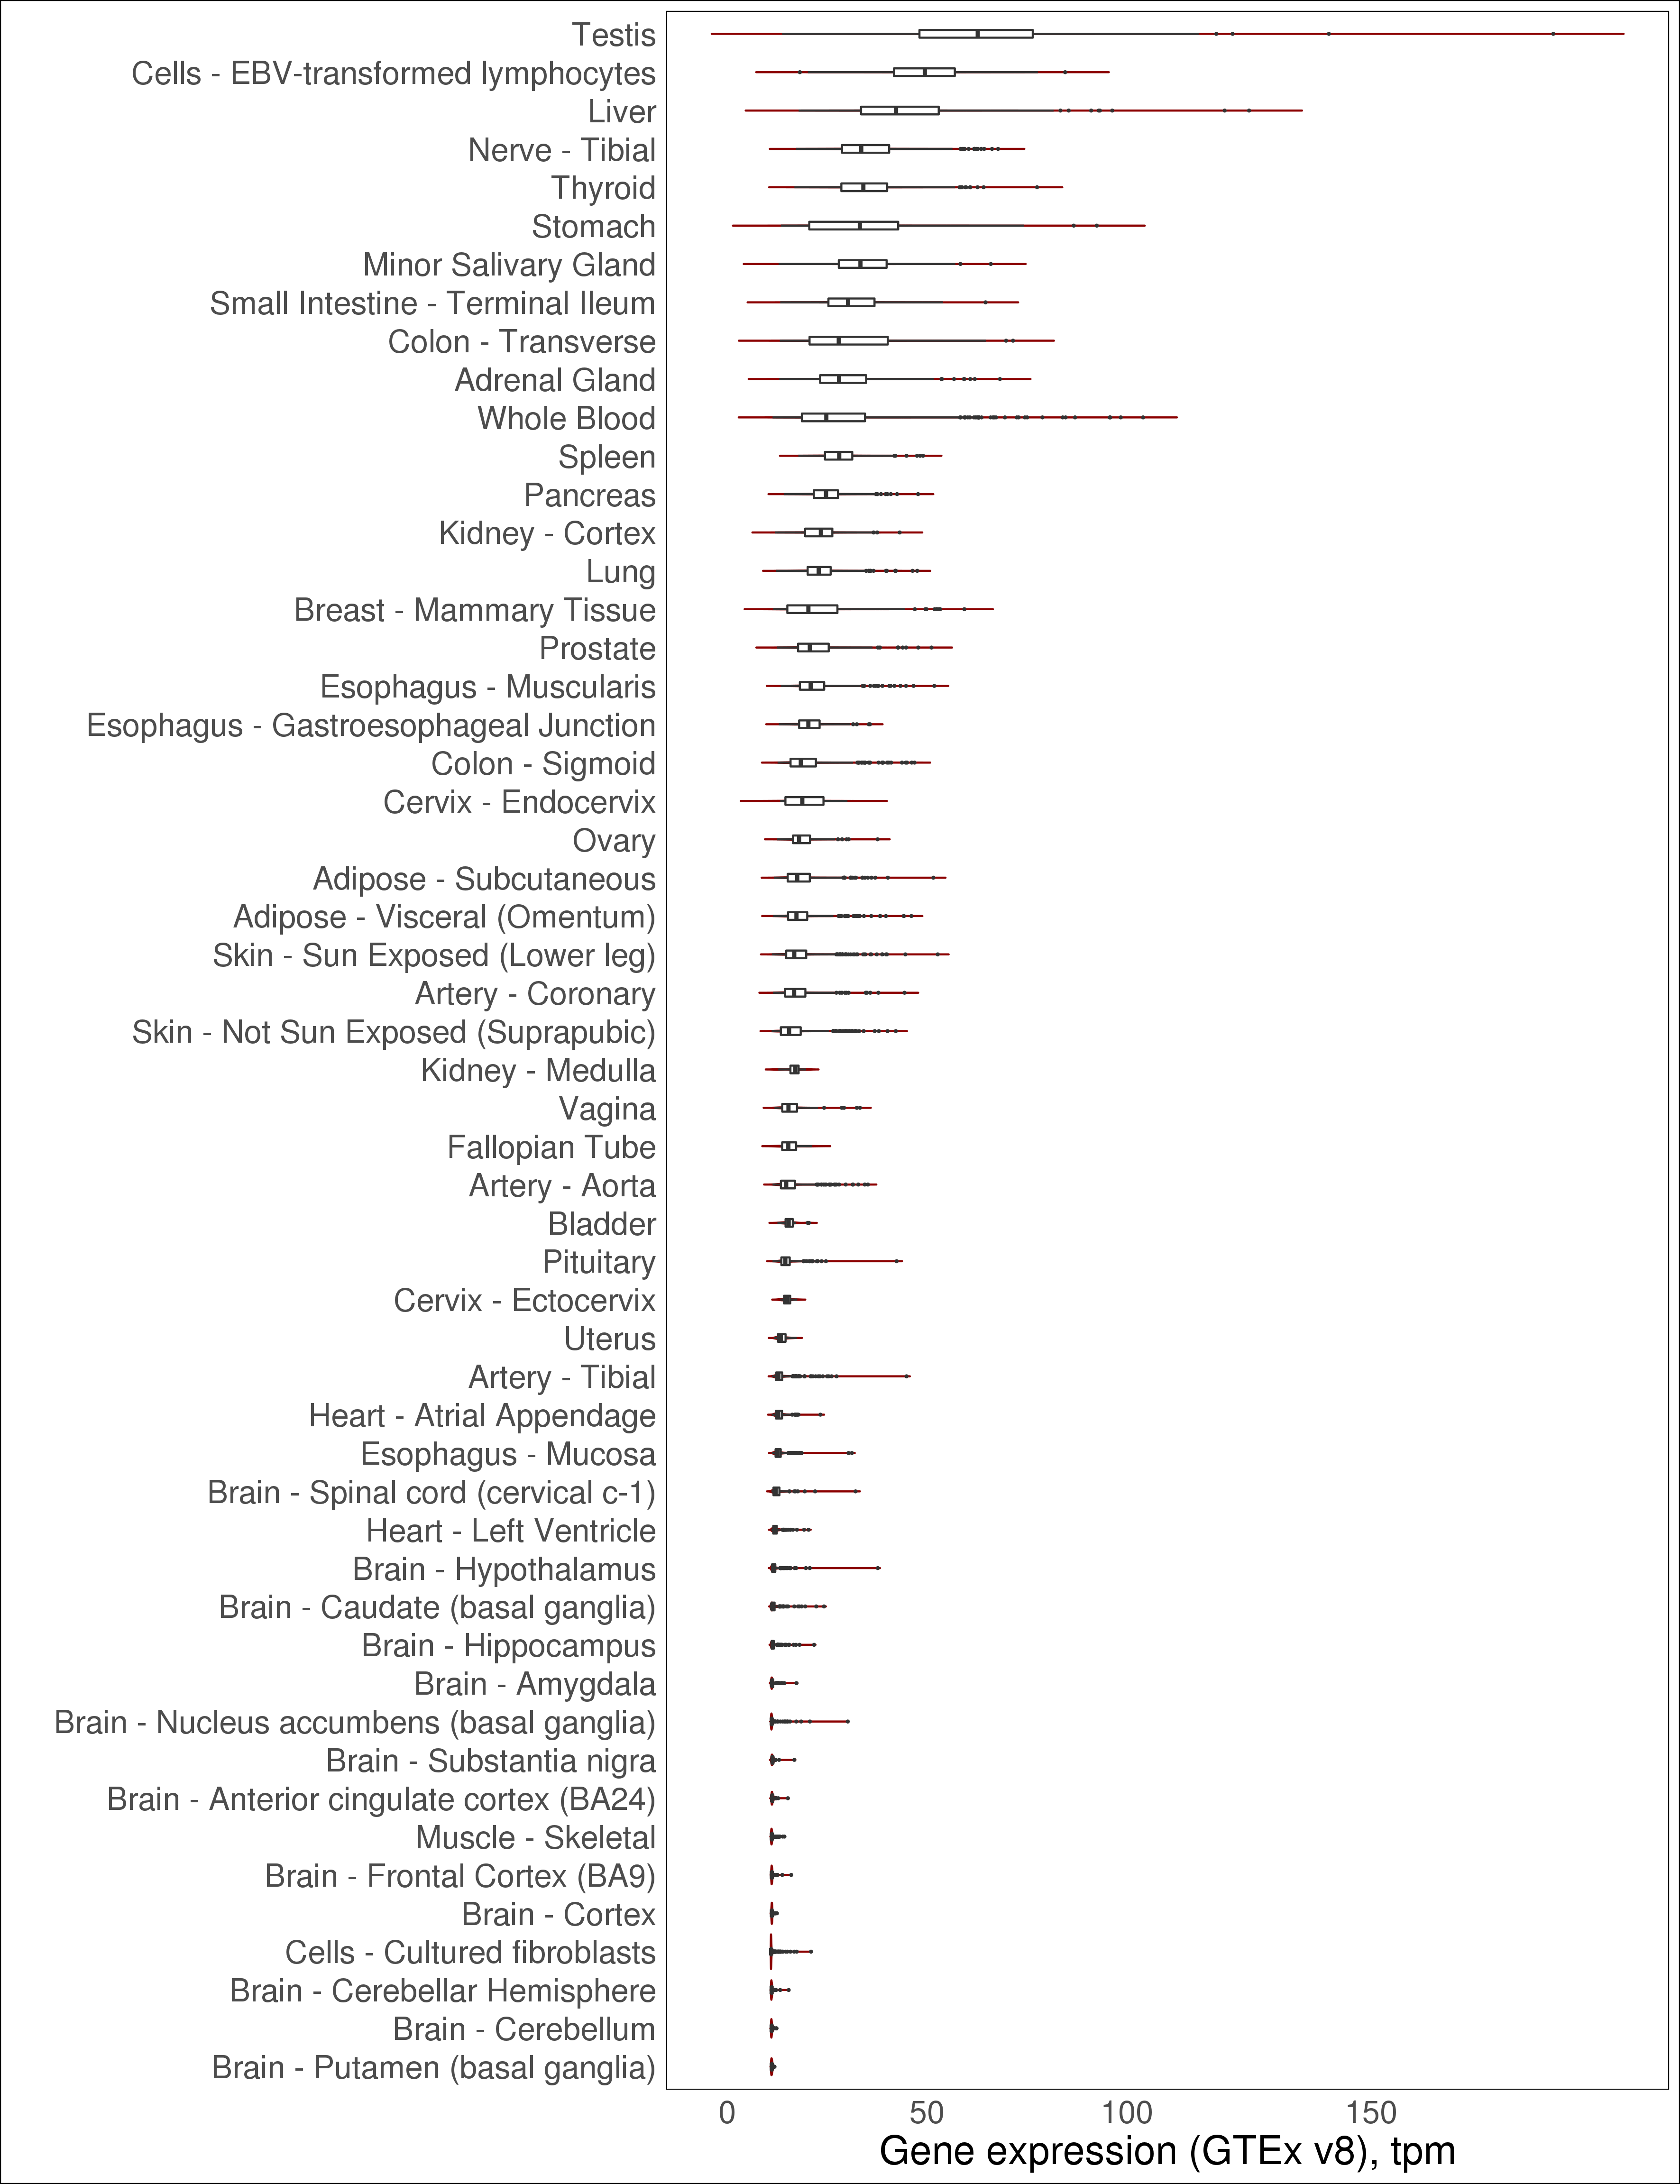 Testis
Cells - EBV-transformed lymphocytes
Liver
Nerve - Tibial
Thyroid
Stomach
Minor Salivary Gland
Small Intestine - Terminal Ileum
Colon - Transverse
Adrenal Gland
Whole Blood
Spleen
Pancreas
Kidney - Cortex
Lung
Breast - Mammary Tissue
Prostate
Esophagus - Muscularis
Esophagus - Gastroesophageal Junction
Colon - Sigmoid
Cervix - Endocervix
Ovary
Adipose - Subcutaneous
Adipose - Visceral (Omentum)
Skin - Sun Exposed (Lower leg)
Artery - Coronary
Skin - Not Sun Exposed (Suprapubic)
Kidney - Medulla
Vagina
Fallopian Tube
Artery - Aorta
Bladder
Pituitary
Cervix - Ectocervix
Uterus
Artery - Tibial
Heart - Atrial Appendage
Esophagus - Mucosa
Brain - Spinal cord (cervical c-1)
Heart - Left Ventricle
Brain - Hypothalamus
Brain - Caudate (basal ganglia)
Brain - Hippocampus
Brain - Amygdala
Brain - Nucleus accumbens (basal ganglia)
Brain - Substantia nigra
Brain - Anterior cingulate cortex (BA24)
Muscle - Skeletal
Brain - Frontal Cortex (BA9)
Brain - Cortex
Cells - Cultured fibroblasts
Brain - Cerebellar Hemisphere
Brain - Cerebellum
Brain - Putamen (basal ganglia)
0 50 100 150
Gene expression (GTEx v8), tpm